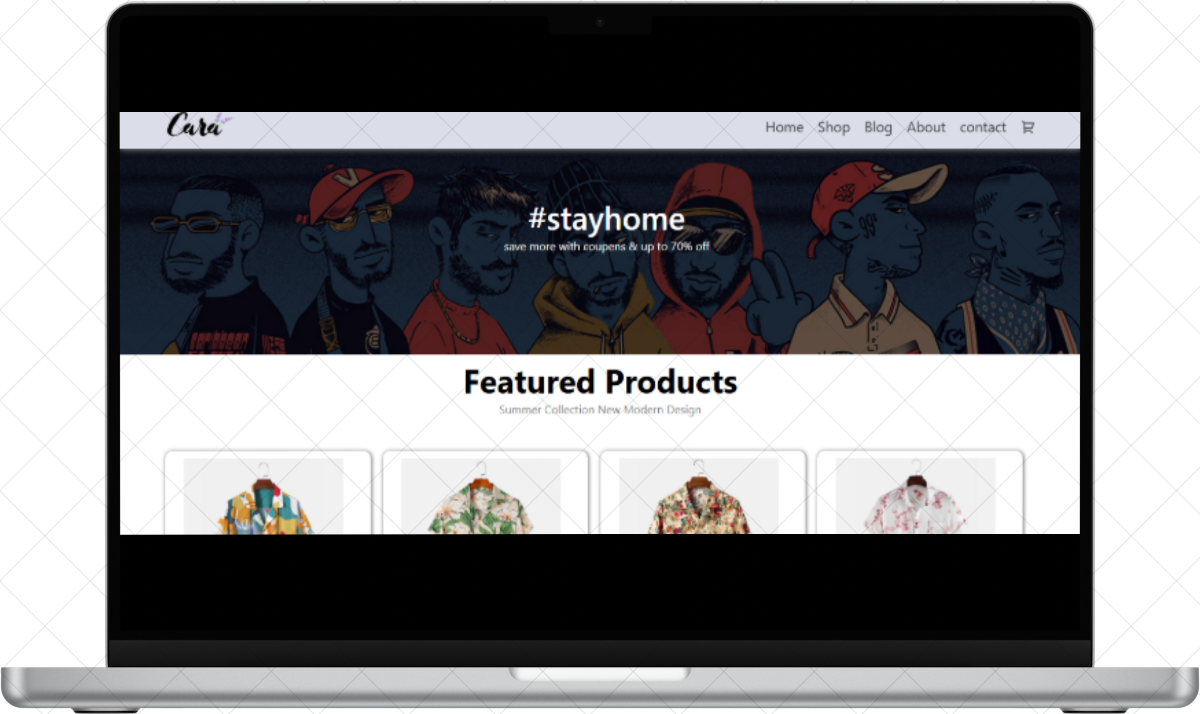 Cara
Home Shop Blog About contact
#stayhome
save more with coupens & up to 70% off
Featured Products
Summer Collection New Modern Design